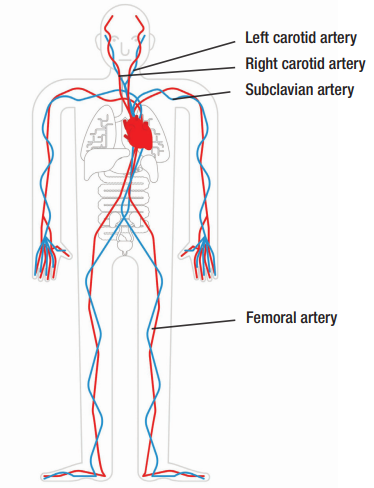 Left carotid artery
Right carotid artery
Subclavian artery
Femoral artery